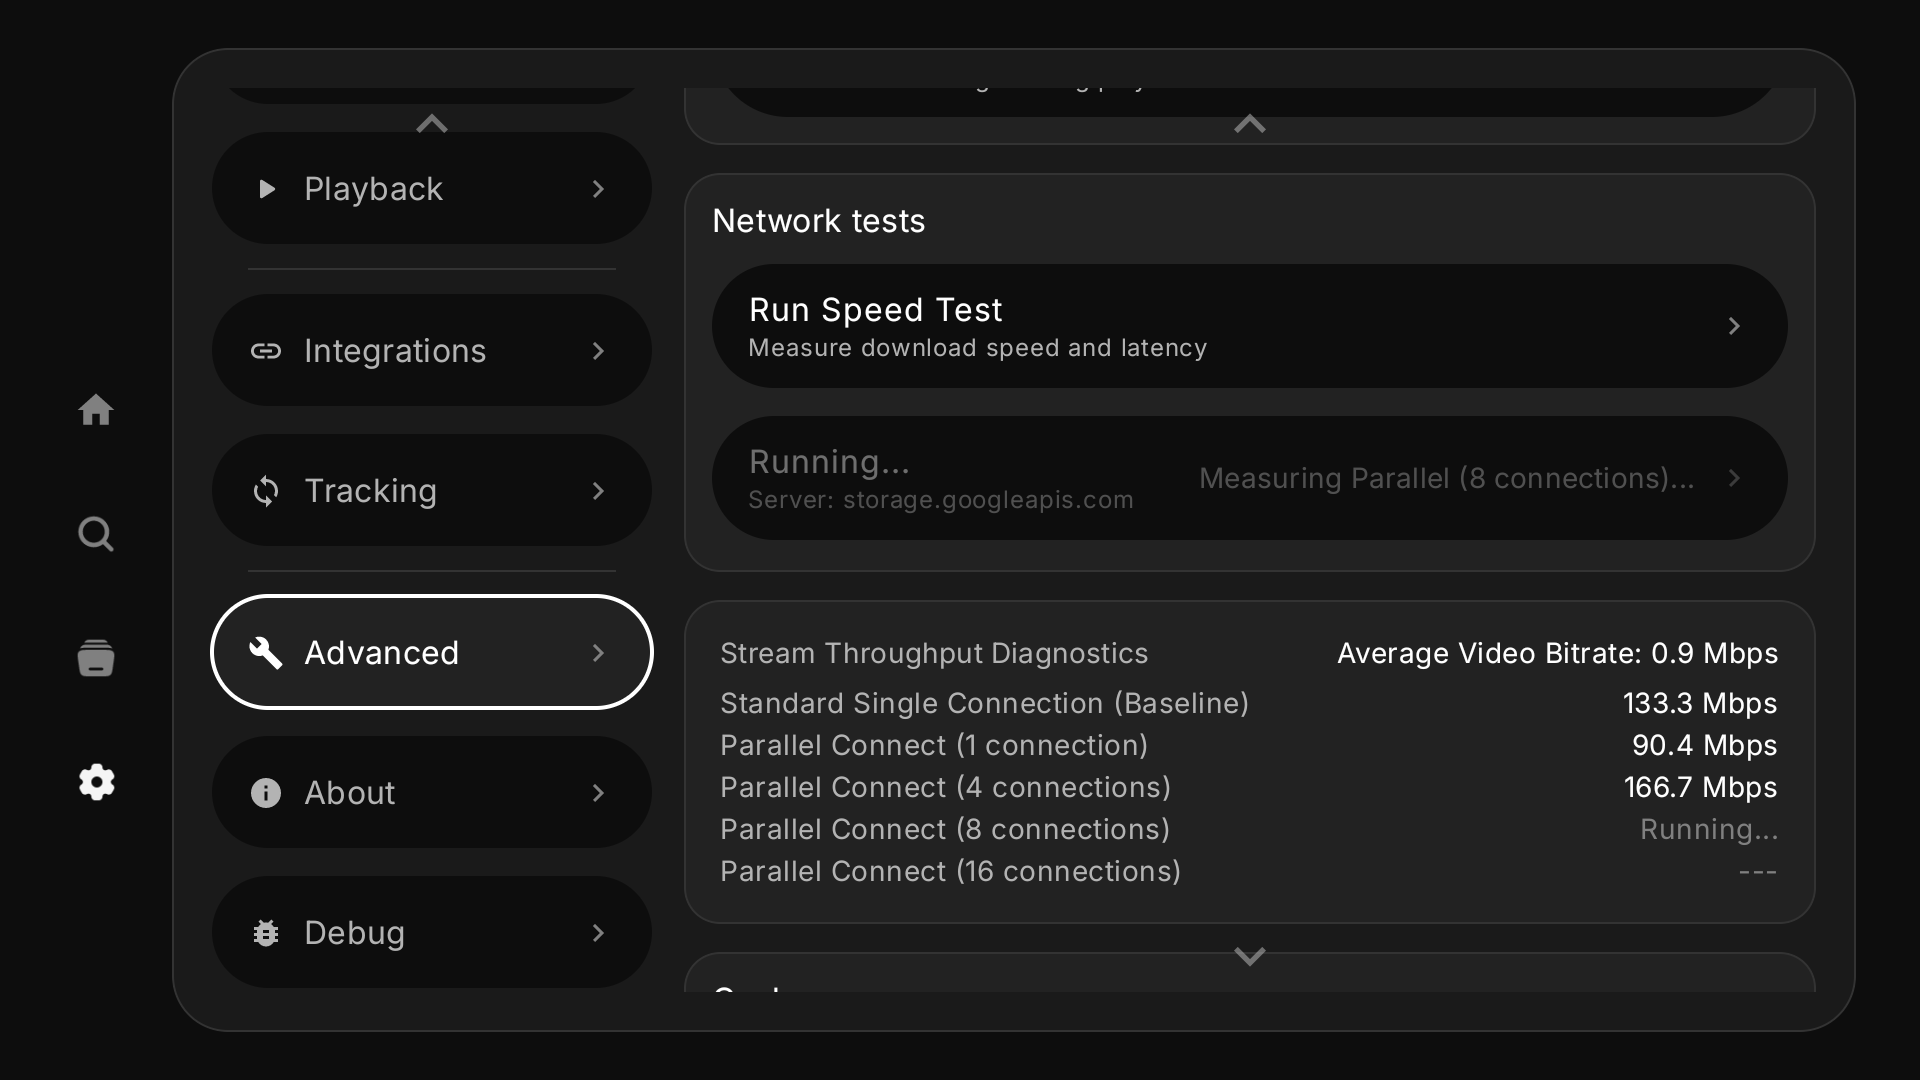 Playback
Integrations
Tracking
Advanced
About
Debug
Network tests
Run Speed Test
Measure download speed and latency
Running...
Server: storage.googleapis.com
Measuring Parallel (8 connections)...
Stream Throughput Diagnostics
Average Video Bitrate: 0.9 Mbps
Standard Single Connection (Baseline)
133.3 Mbps
Parallel Connect (1 connection)
90.4 Mbps
Parallel Connect (4 connections)
166.7 Mbps
Parallel Connect (8 connections)
Running...
Parallel Connect (16 connections)
---